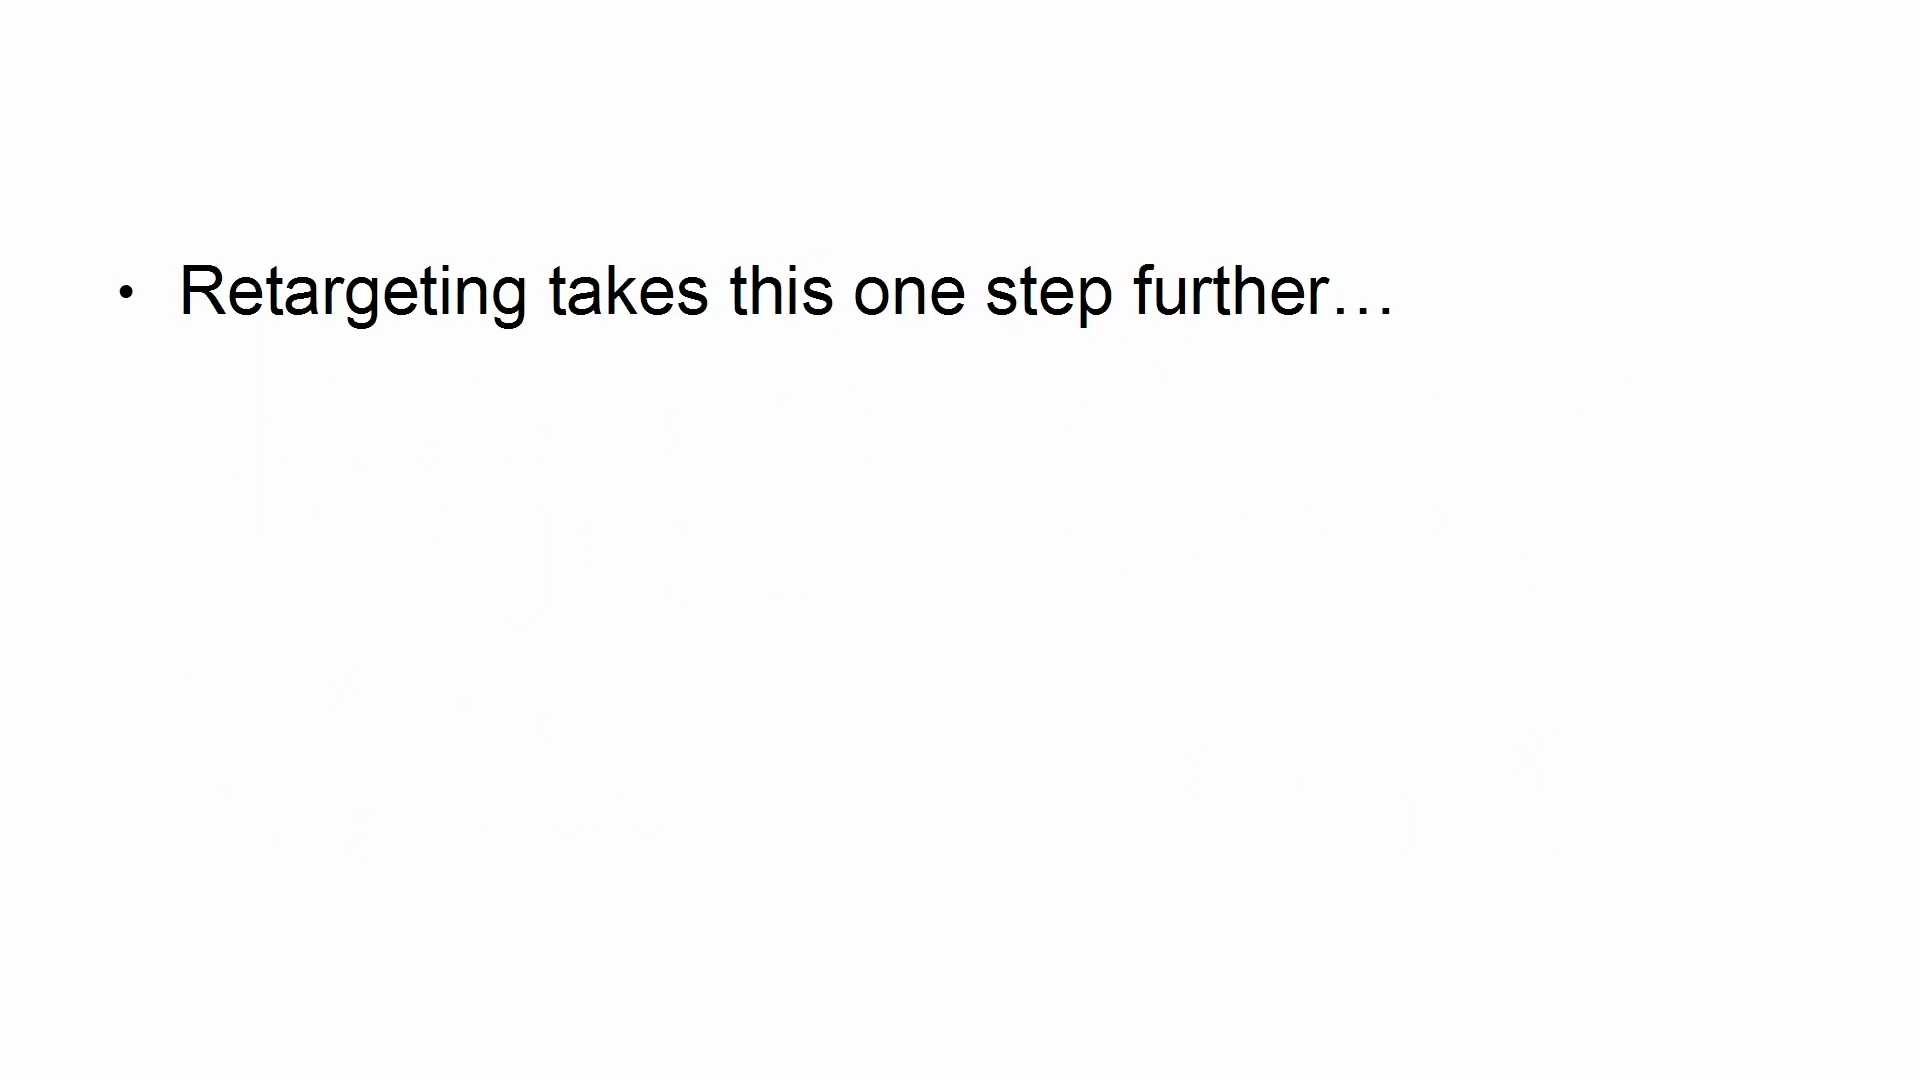 • Retargeting takes this one step further…